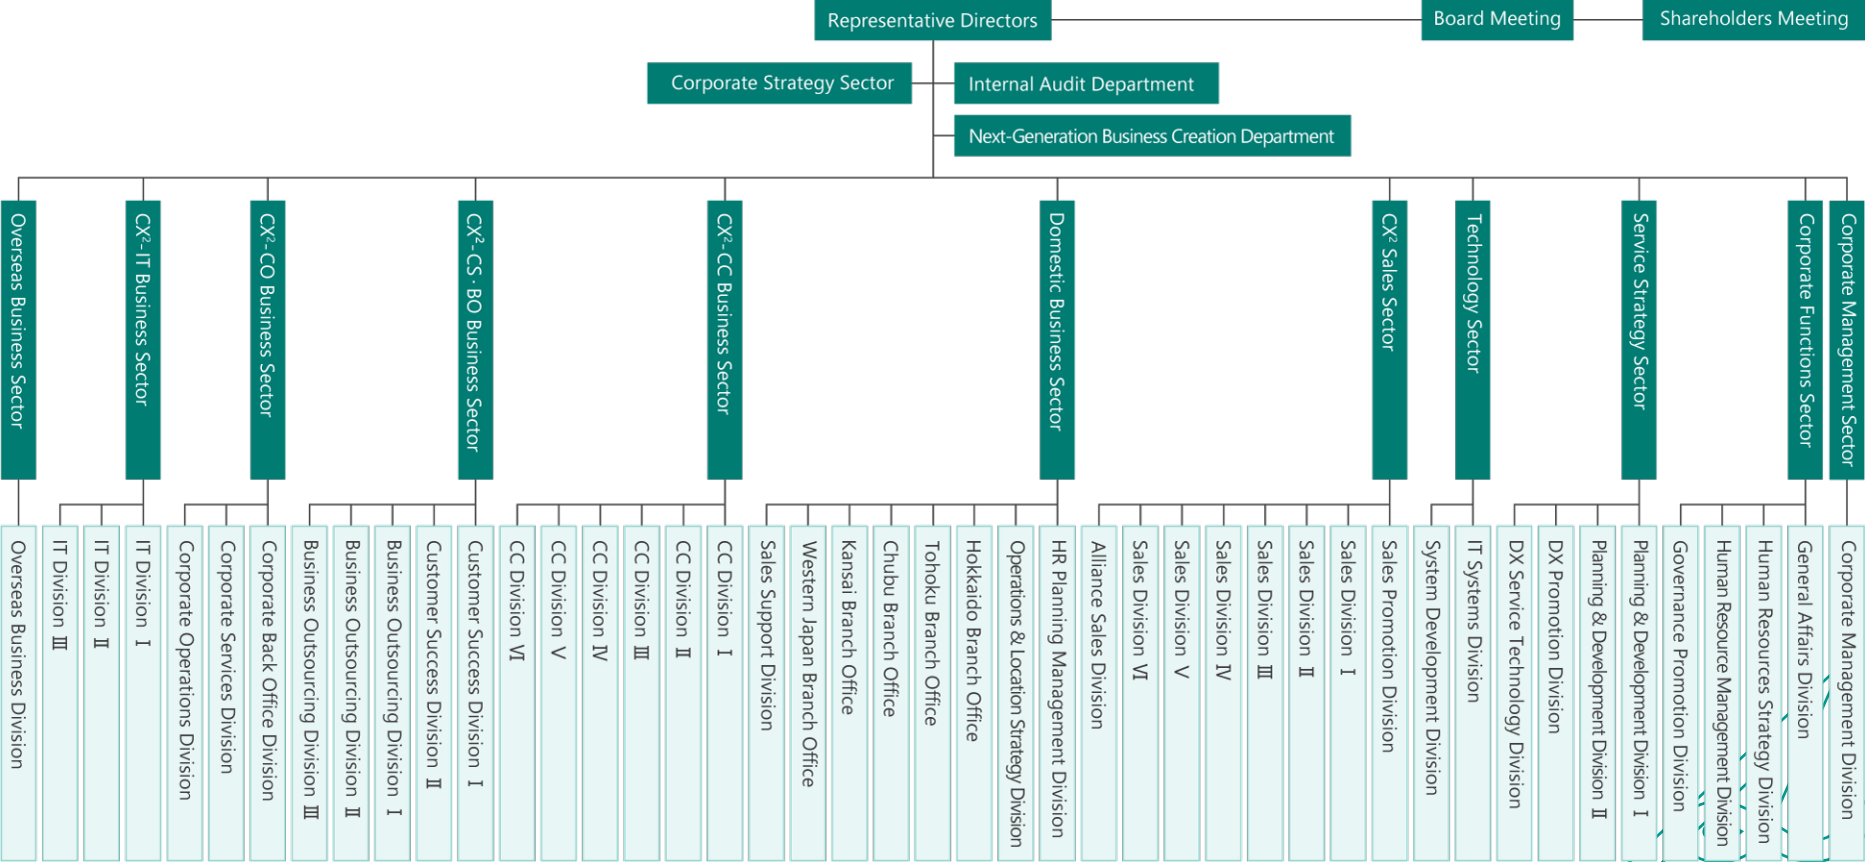 Representative Directors
Board Meeting
Shareholders Meeting
Corporate Strategy Sector
Internal Audit Department
Next-Generation Business Creation Department
Overseas Business Sector
CX²-IT Business Sector
CX²-CO Business Sector
CX²-CS·BO Business Sector
CX²-CC Business Sector
Domestic Business Sector
CX² Sales Sector
Technology Sector
Service Strategy Sector
Corporate Functions Sector
Corporate Management Sector
Overseas Business Division
IT Division Ⅲ
IT Division Ⅱ
IT Division Ⅰ
Corporate Operations Division
Corporate Services Division
Corporate Back Office Division
Business Outsourcing Division Ⅲ
Business Outsourcing Division Ⅱ
Business Outsourcing Division Ⅰ
Customer Success Division Ⅱ
Customer Success Division Ⅰ
CC Division Ⅵ
CC Division Ⅴ
CC Division Ⅳ
CC Division Ⅲ
CC Division Ⅱ
CC Division Ⅰ
Sales Support Division
Western Japan Branch Office
Kansai Branch Office
Chubu Branch Office
Tohoku Branch Office
Hokkaido Branch Office
Operations & Location Strategy Division
HR Planning Management Division
Alliance Sales Division
Sales Division Ⅵ
Sales Division Ⅴ
Sales Division Ⅳ
Sales Division Ⅲ
Sales Division Ⅱ
Sales Division Ⅰ
Sales Promotion Division
System Development Division
IT Systems Division
DX Service Technology Division
DX Promotion Division
Planning & Development Division Ⅱ
Planning & Development Division Ⅰ
Governance Promotion Division
Human Resource Management Division
Human Resources Strategy Division
General Affairs Division
Corporate Management Division